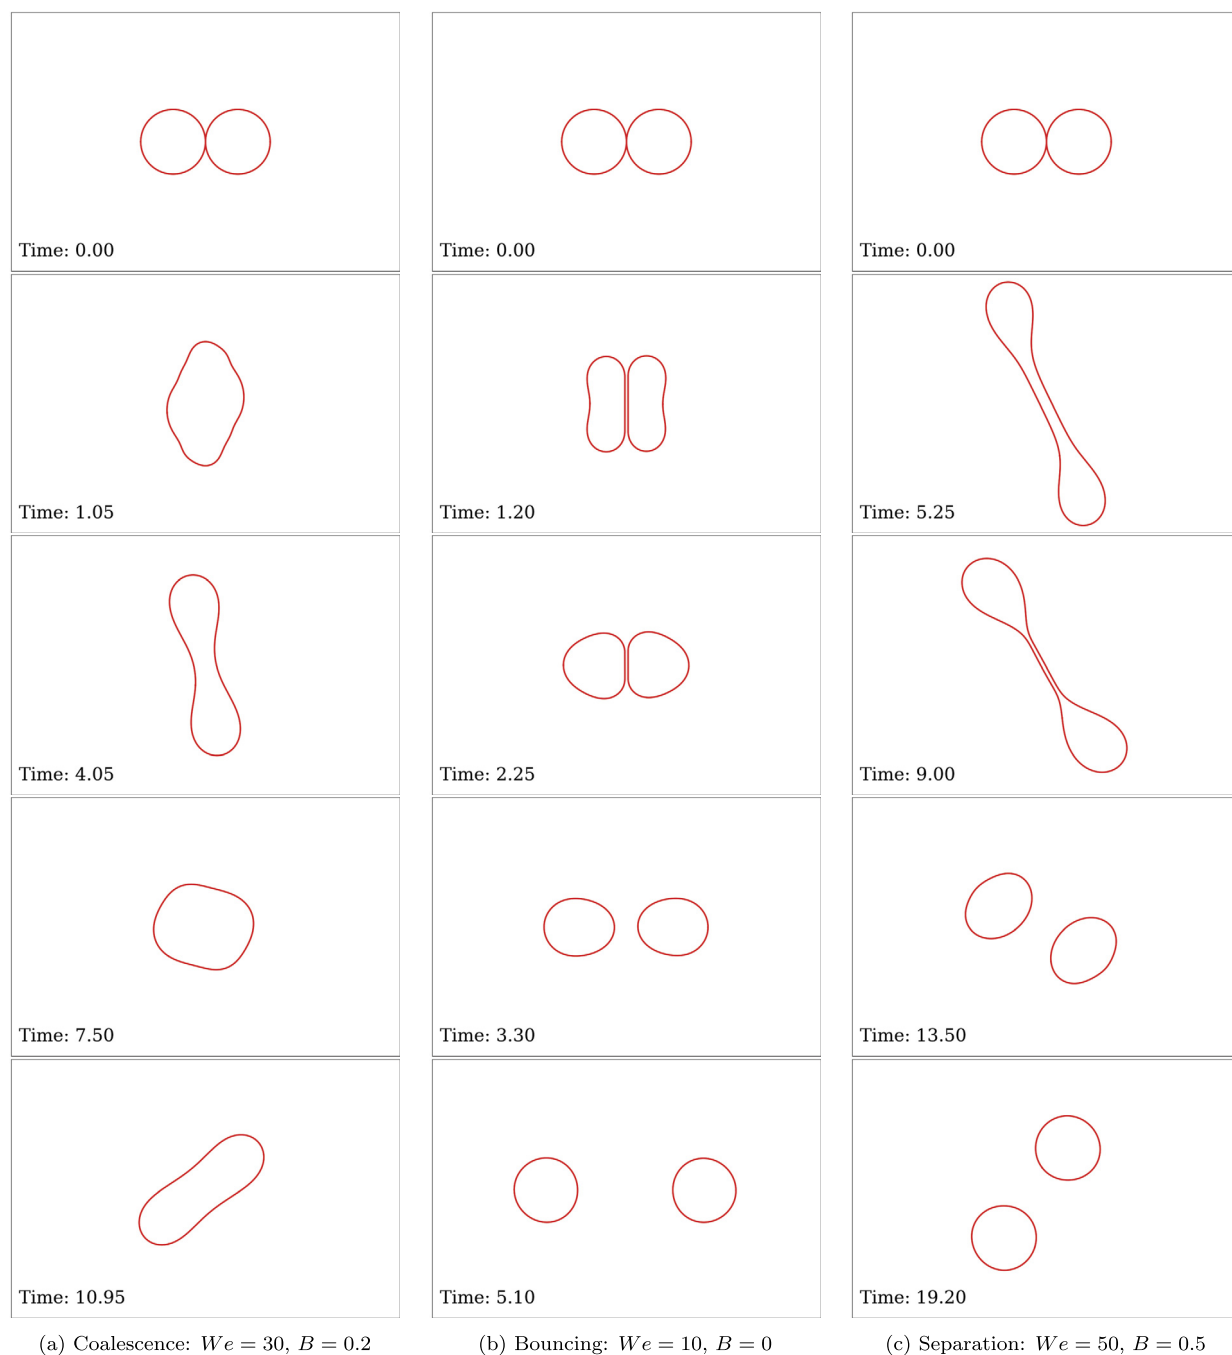 Time: 0.00
Time: 0.00
Time: 0.00
Time: 1.05
Time: 1.20
Time: 5.25
Time: 4.05
Time: 2.25
Time: 9.00
Time: 7.50
Time: 3.30
Time: 13.50
Time: 10.95
Time: 5.10
Time: 19.20
(a) Coalescence: We = 30, B = 0.2
(b) Bouncing: We = 10, B = 0
(c) Separation: We = 50, B = 0.5